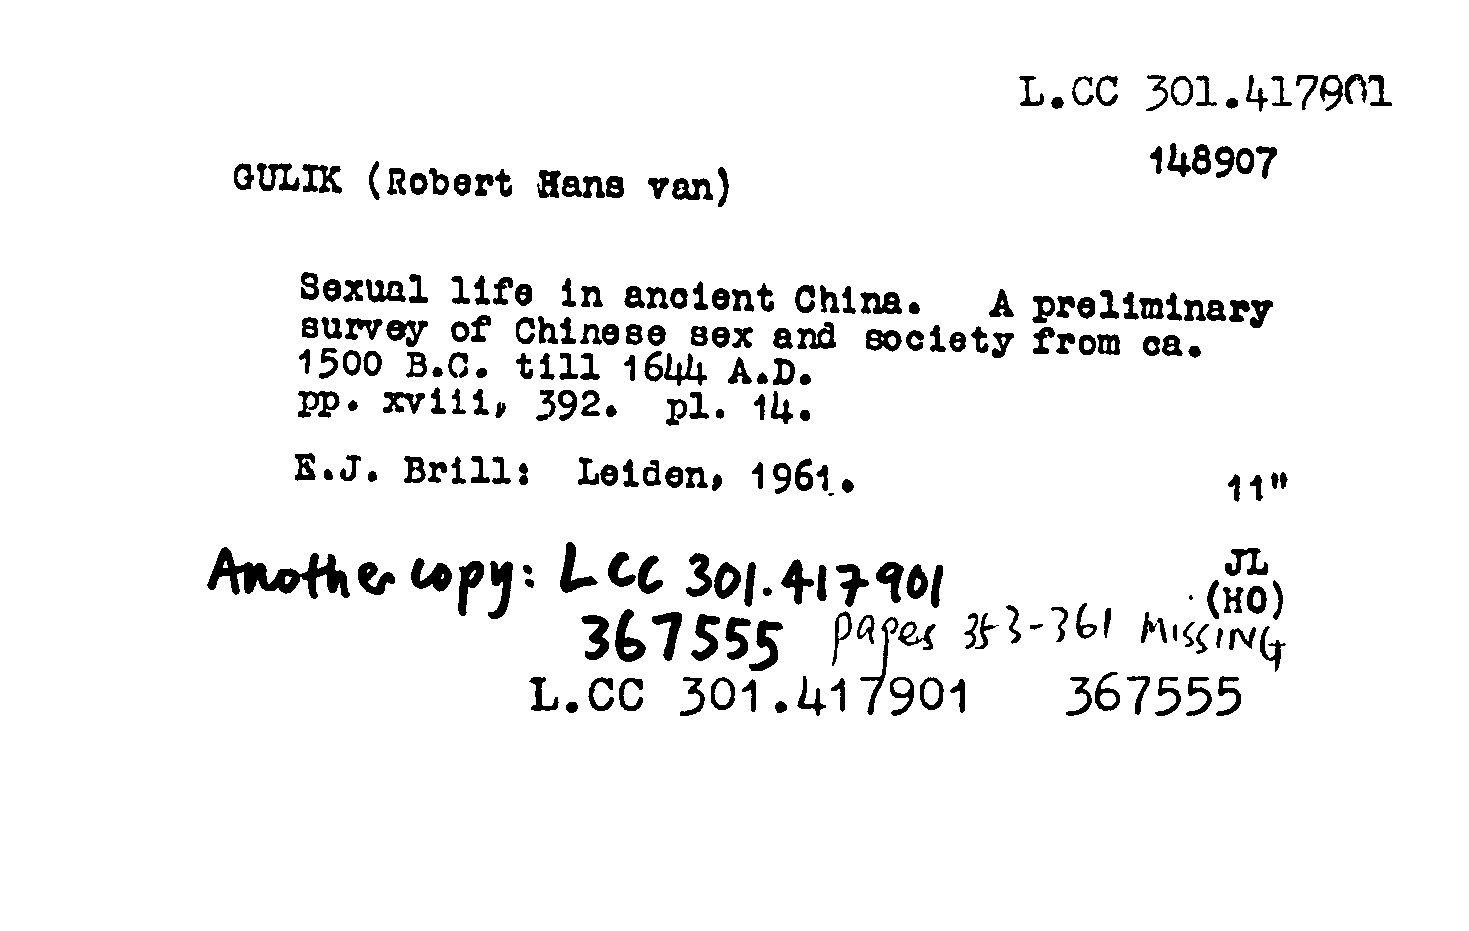 L.CC 301.417901
148907
GULIK (Robert Hans van)
Sexual life in ancient China. A preliminary
survey of Chinese sex and society from ca.
1500 B.C. till 1644 A.D.
pp. xviii, 392. pl. 14.
E.J. Brill: Leiden, 1961.
11"
JL
(HO)
Another copy: LCC 301.417901
367555 pages 353-361 MISSING
L.CC 301.417901 367555